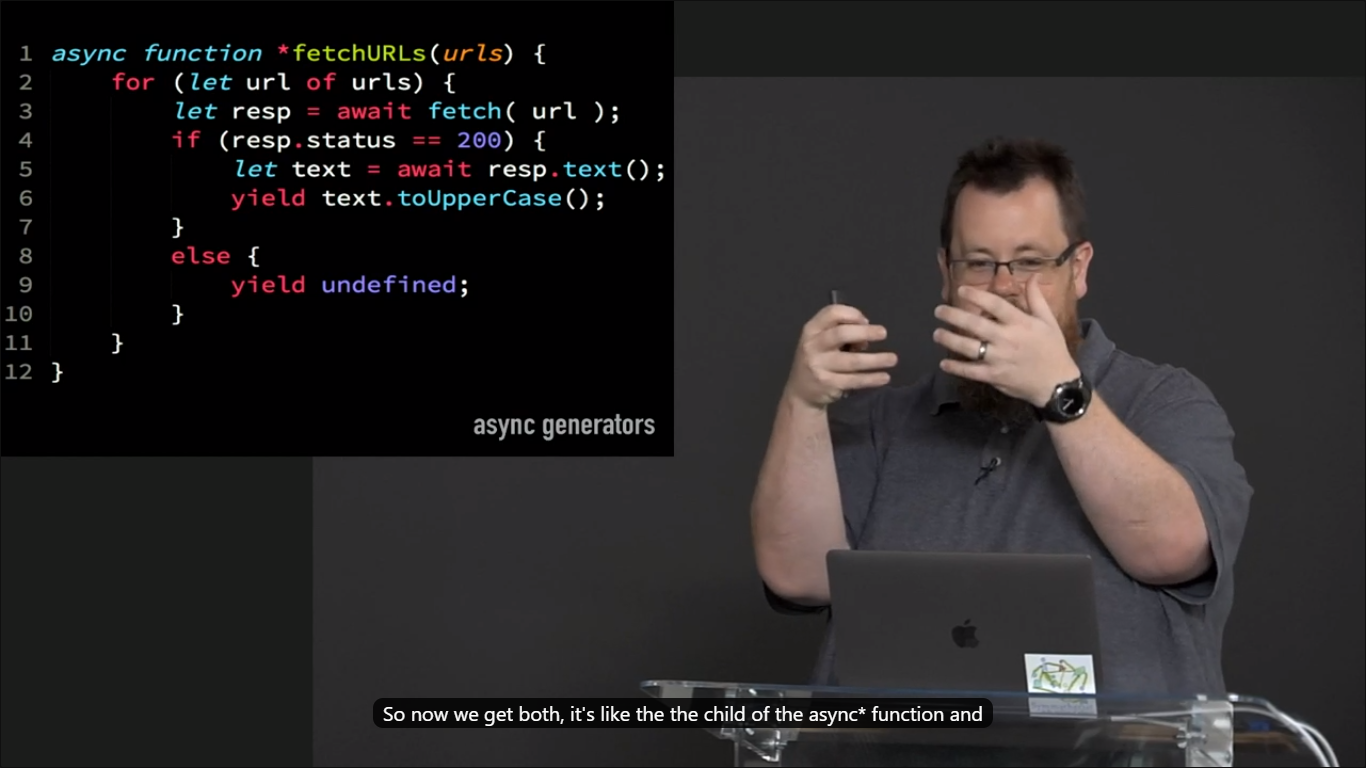 1 async function *fetchURLs(urls) {
2 for (let url of urls) {
3 let resp = await fetch( url );
4 if (resp.status == 200) {
5 let text = await resp.text();
6 yield text.toUpperCase();
7 }
8 else {
9 yield undefined;
10 }
11 }
12 }
async generators
So now we get both, it's like the the child of the async* function and